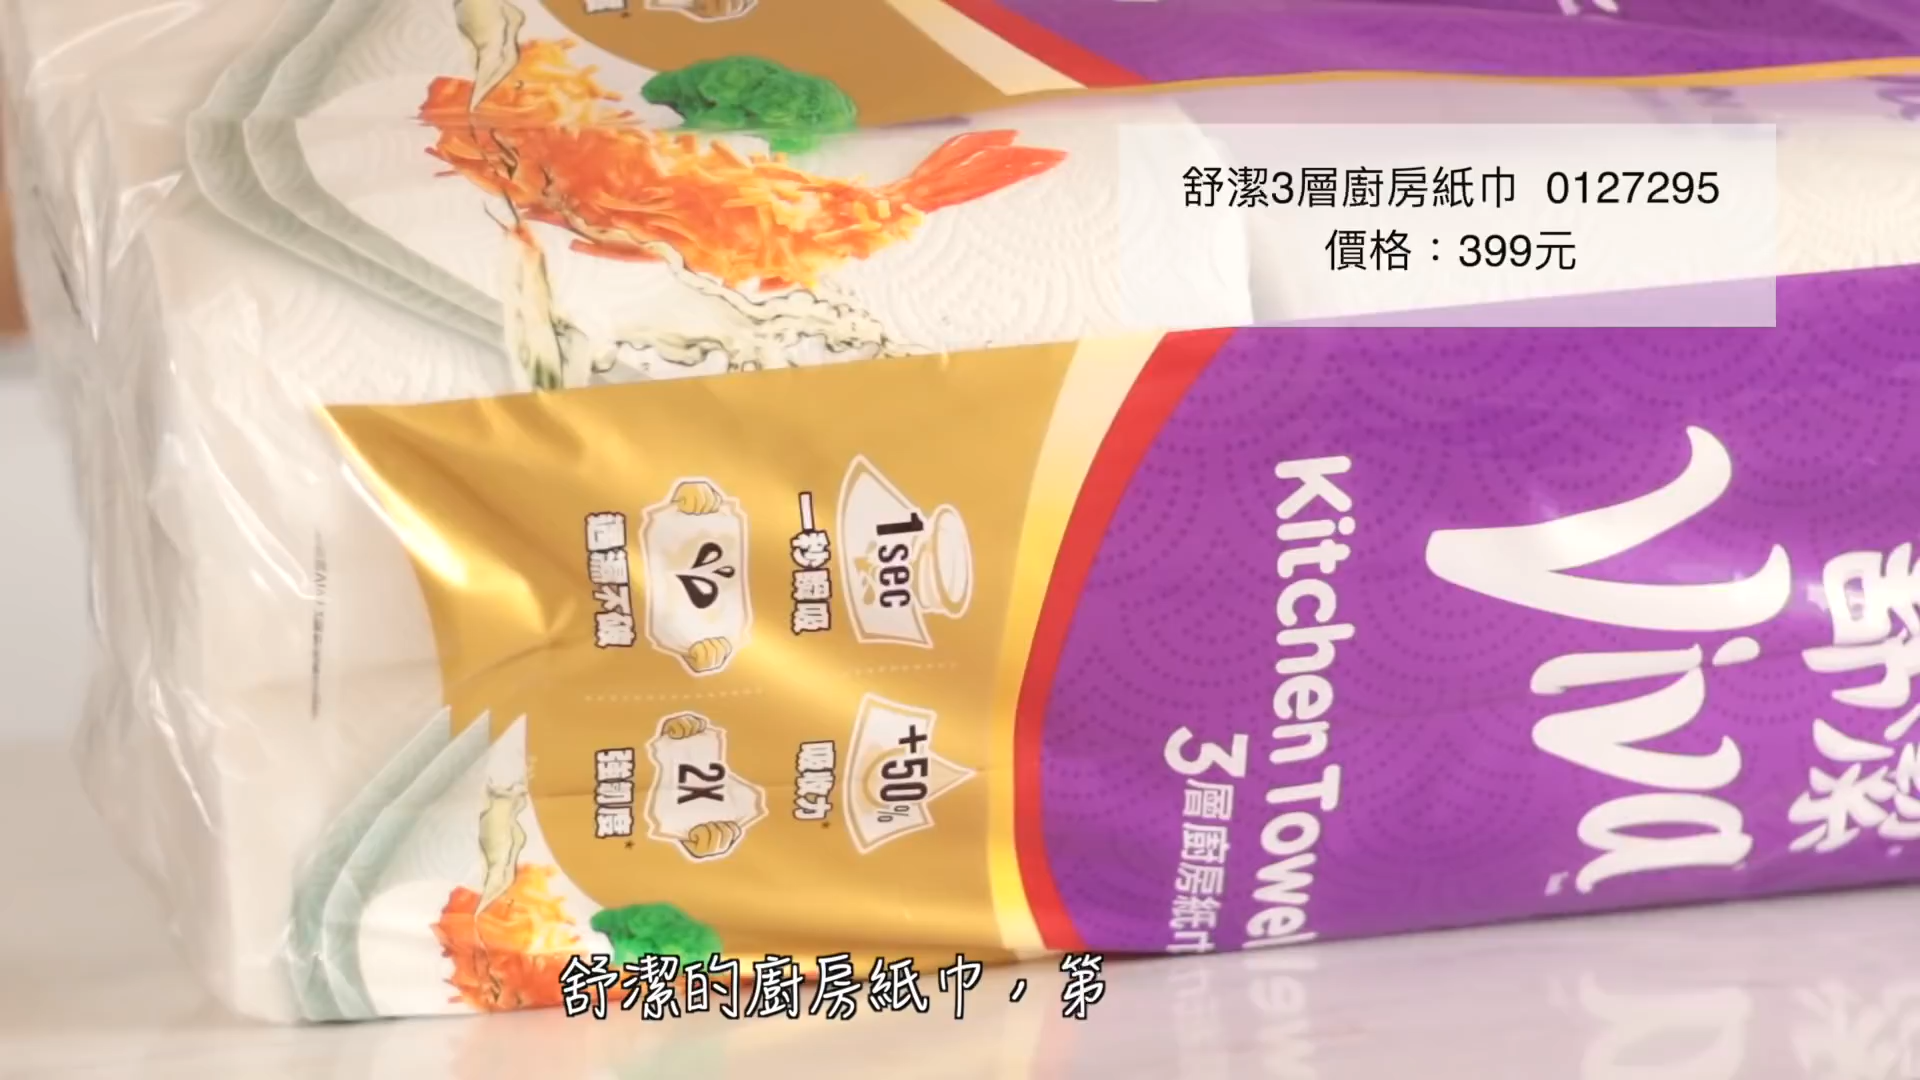 舒潔3層廚房紙巾 0127295
價格：399元
舒潔
Viva
Kitchen Towel
3層廚房紙巾
1 sec
一秒瞬吸
+50%
吸收力*
遇濕不破
2X
強韌度*
舒潔的廚房紙巾，第